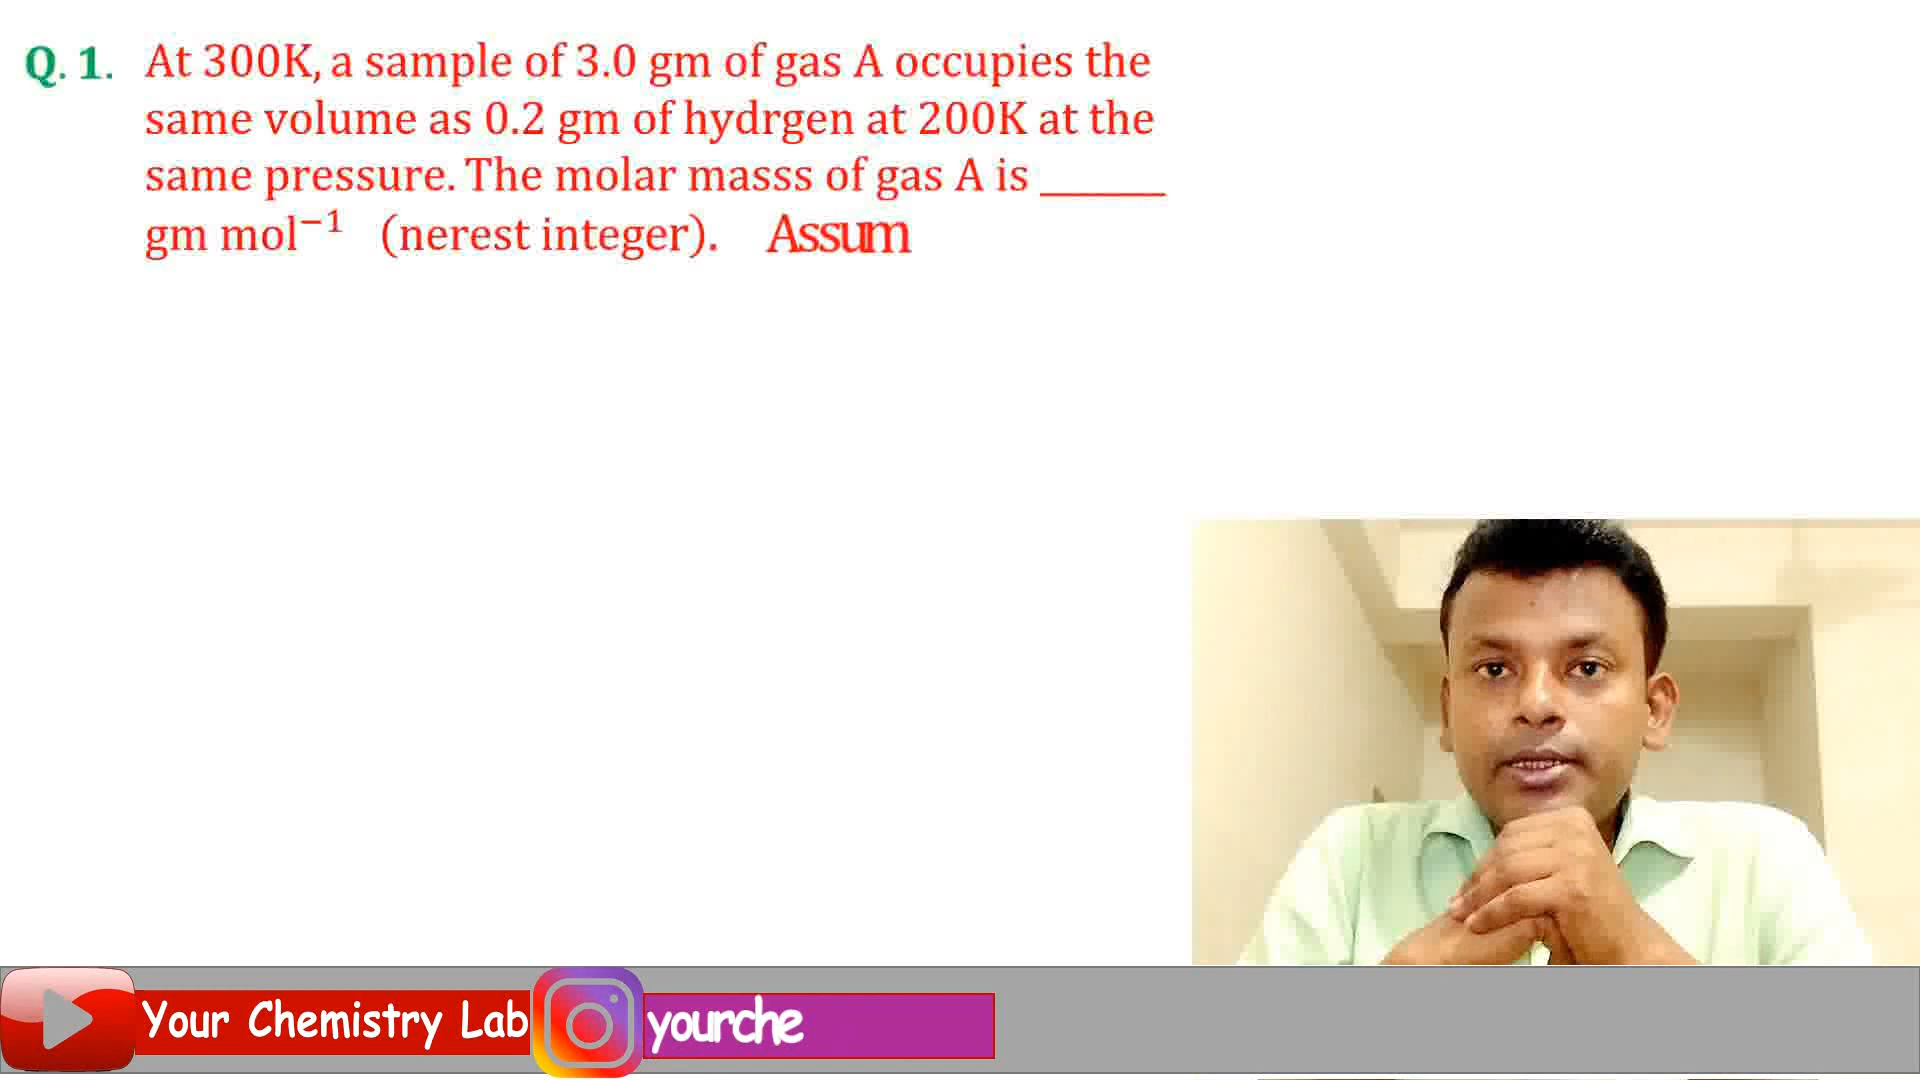 Q. 1. At 300K, a sample of 3.0 gm of gas A occupies the
same volume as 0.2 gm of hydrgen at 200K at the
same pressure. The molar masss of gas A is ______
gm mol⁻¹ (nerest integer). Assum
Your Chemistry Lab
yourche